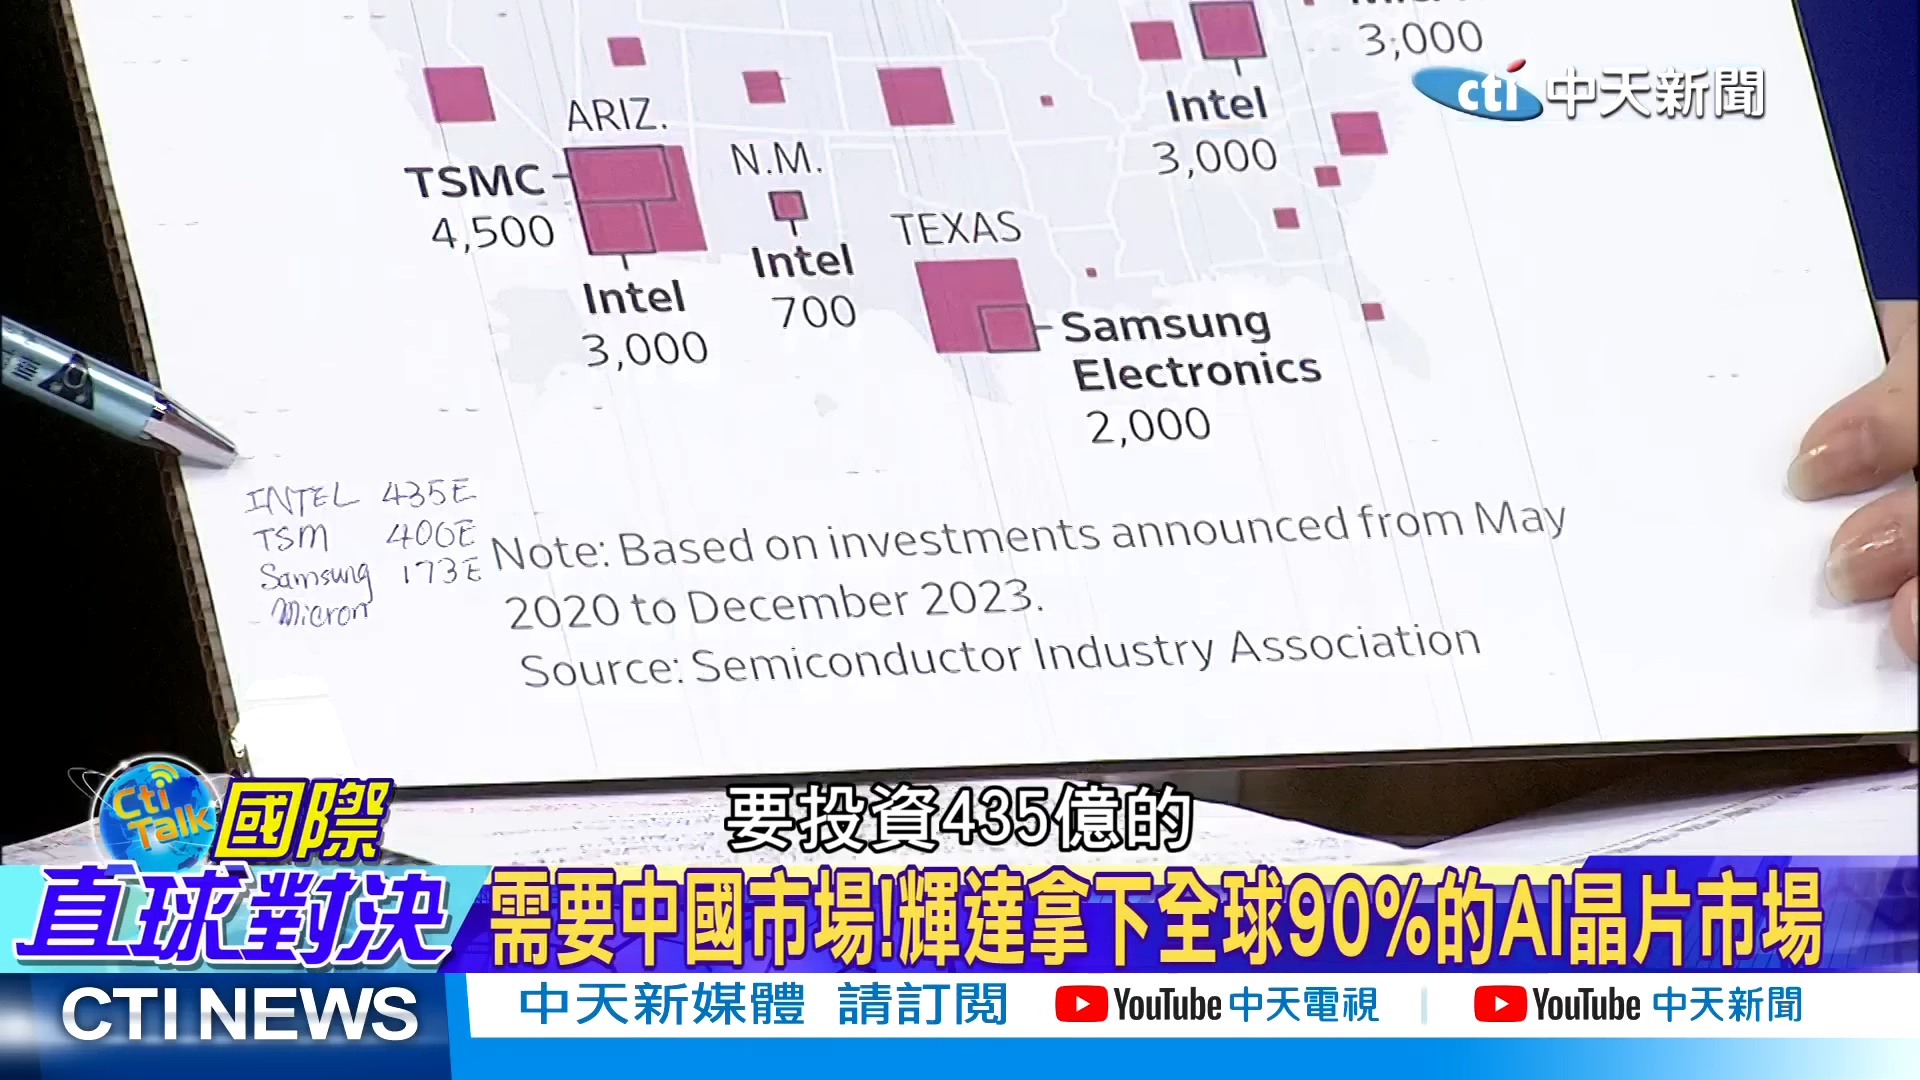 3,000
cti 中天新聞
Intel
3,000
ARIZ.
TSMC
4,500
N.M.
Intel
3,000
Intel
700
TEXAS
Samsung
Electronics
2,000
INTEL 435E
TSM 400E
Samsung 173E
Micron
Note: Based on investments announced from May
2020 to December 2023.
Source: Semiconductor Industry Association
要投資435億的
Cti Talk 國際
直球對決
需要中國市場!輝達拿下全球90%的AI晶片市場
CTI NEWS
中天新媒體 請訂閱 YouTube 中天電視 | YouTube 中天新聞